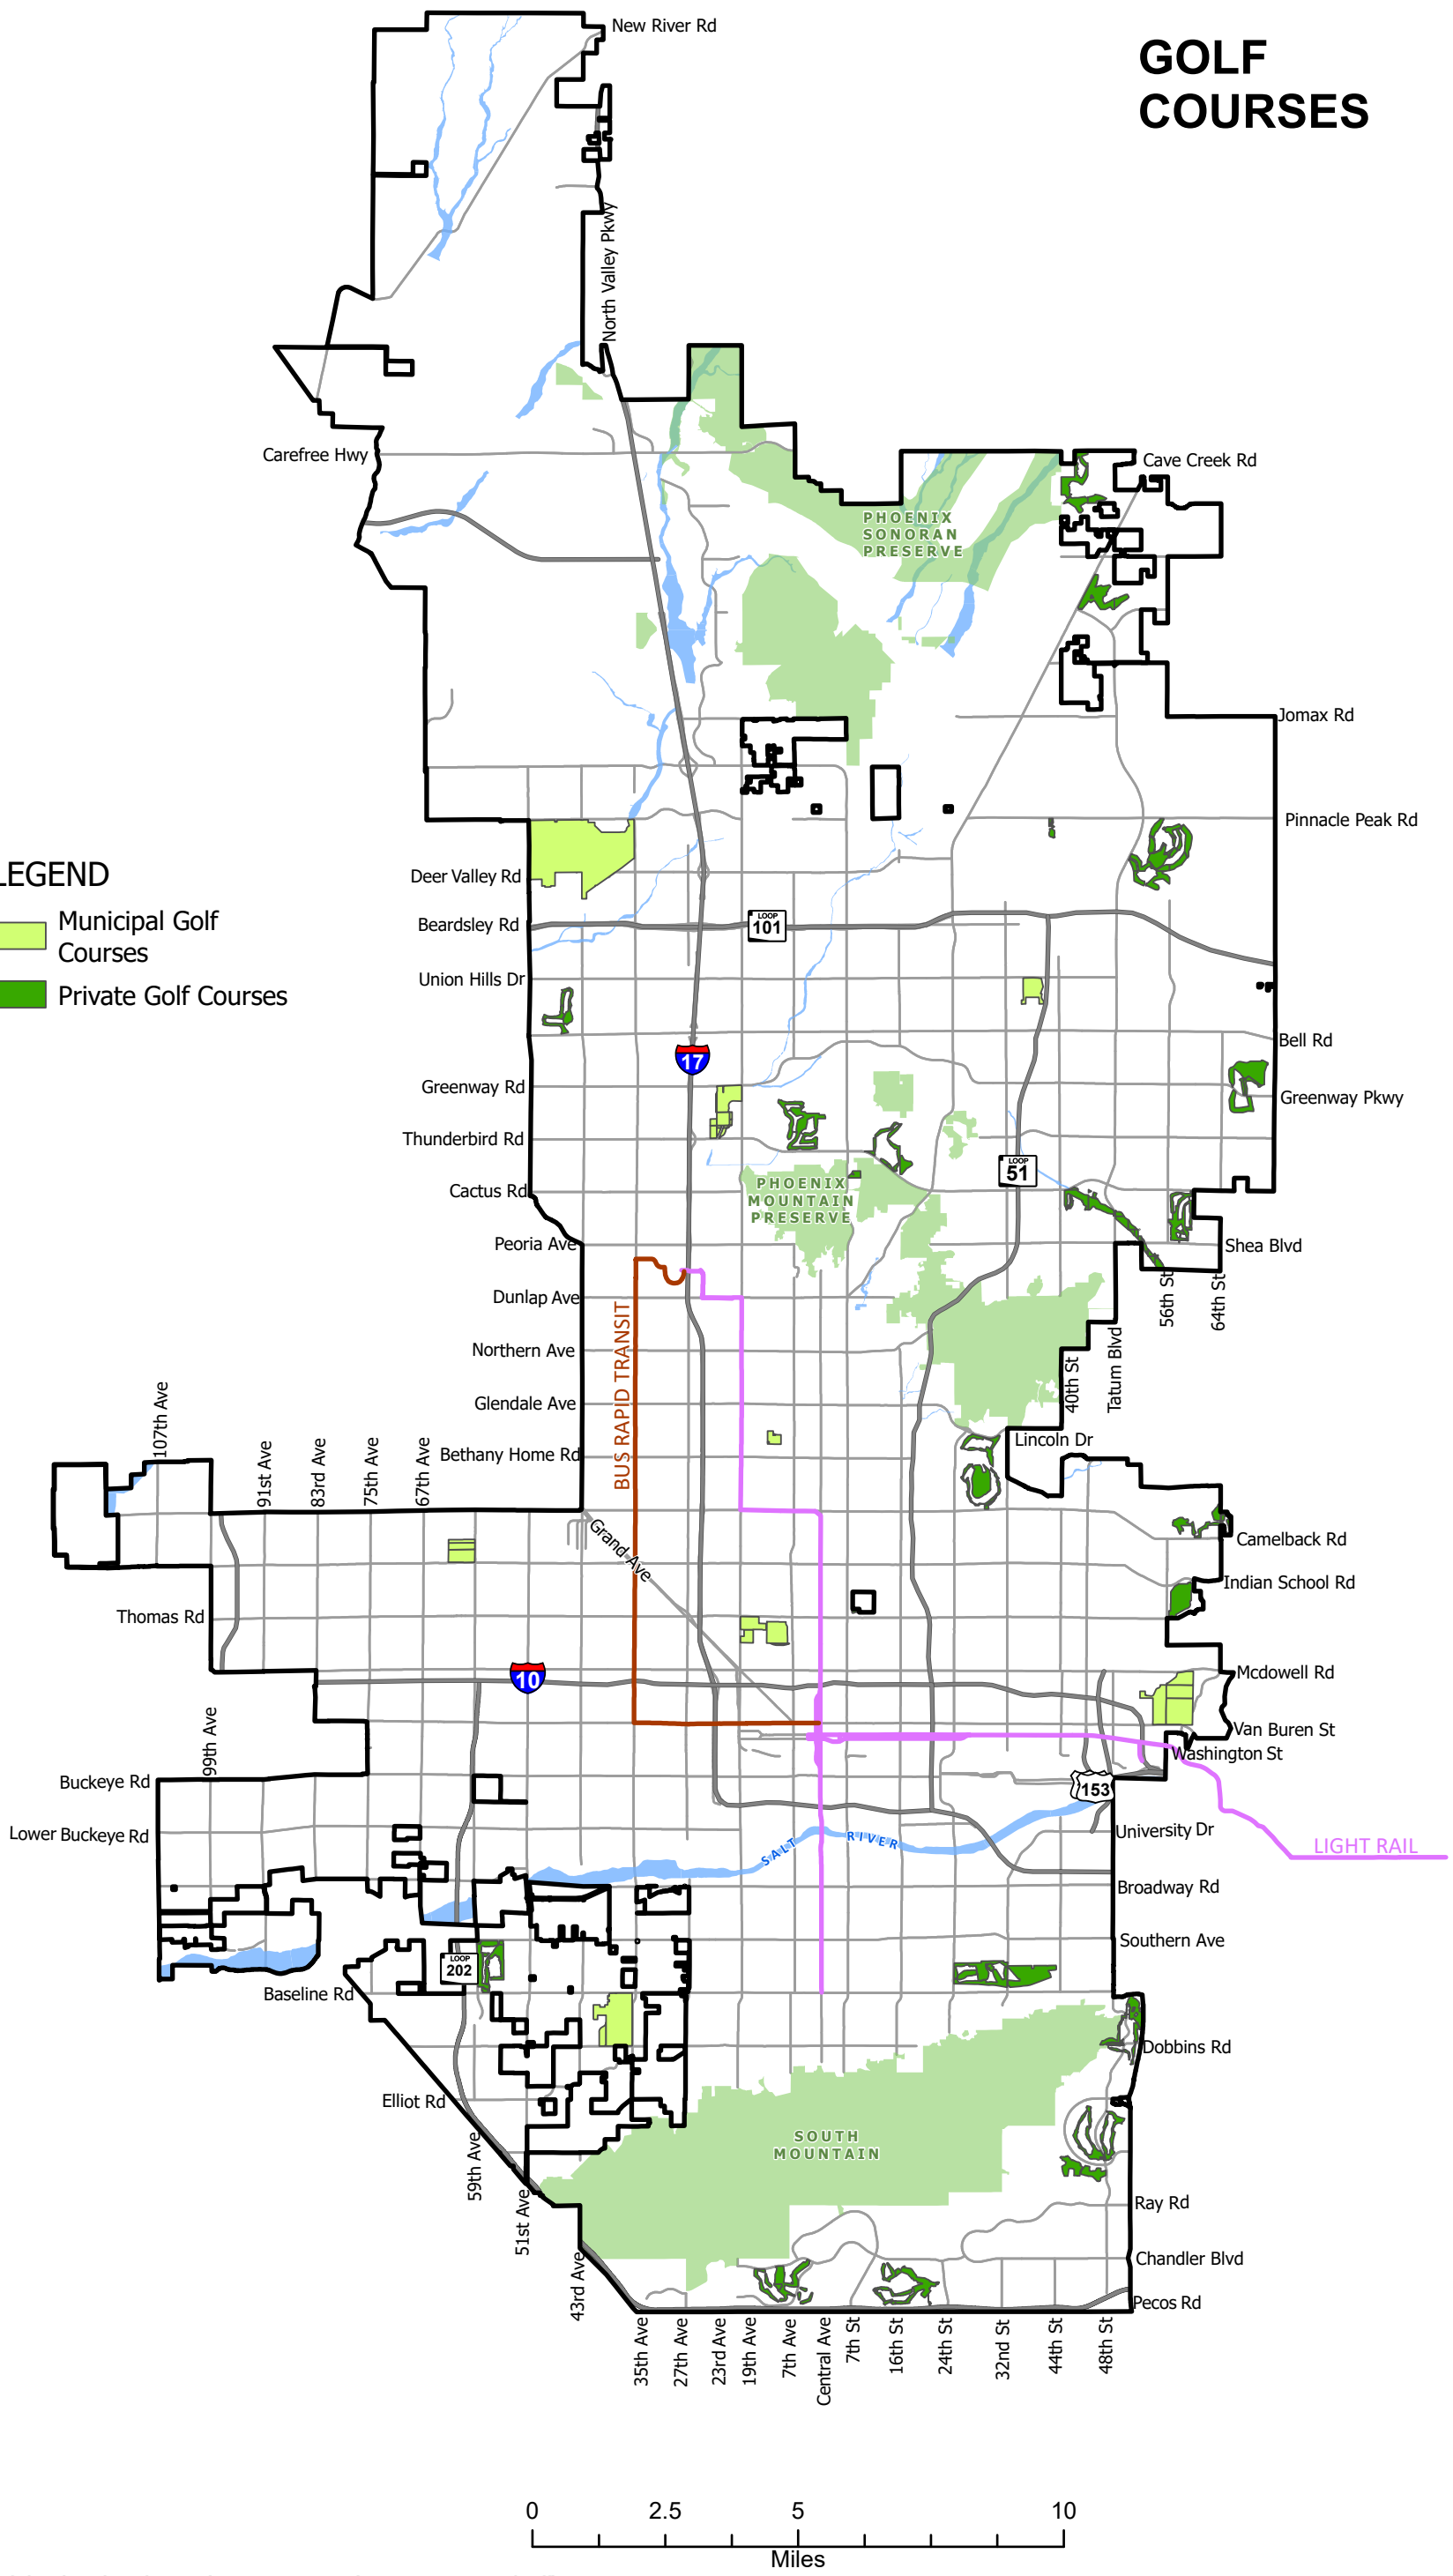 GOLF
COURSES
New River Rd
North Valley Pkwy
Carefree Hwy
Cave Creek Rd
PHOENIX
SONORAN
PRESERVE
Jomax Rd
Pinnacle Peak Rd
LEGEND
Municipal Golf
Courses
Private Golf Courses
Deer Valley Rd
Beardsley Rd
LOOP
101
Union Hills Dr
Bell Rd
17
Greenway Rd
Greenway Pkwy
Thunderbird Rd
LOOP
51
Cactus Rd
PHOENIX
MOUNTAIN
PRESERVE
Peoria Ave
Shea Blvd
56th St
64th St
Dunlap Ave
BUS RAPID TRANSIT
Northern Ave
40th St
Tatum Blvd
Glendale Ave
107th Ave
91st Ave
83rd Ave
75th Ave
67th Ave
Bethany Home Rd
Lincoln Dr
Grand Ave
Camelback Rd
Indian School Rd
Thomas Rd
10
Mcdowell Rd
99th Ave
Van Buren St
Washington St
Buckeye Rd
153
Lower Buckeye Rd
SALT RIVER
University Dr
LIGHT RAIL
Broadway Rd
Southern Ave
LOOP
202
Baseline Rd
Dobbins Rd
Elliot Rd
SOUTH
MOUNTAIN
59th Ave
51st Ave
43rd Ave
Ray Rd
Chandler Blvd
Pecos Rd
35th Ave
27th Ave
23rd Ave
19th Ave
7th Ave
Central Ave
7th St
16th St
24th St
32nd St
44th St
48th St
0 2.5 5 10
Miles